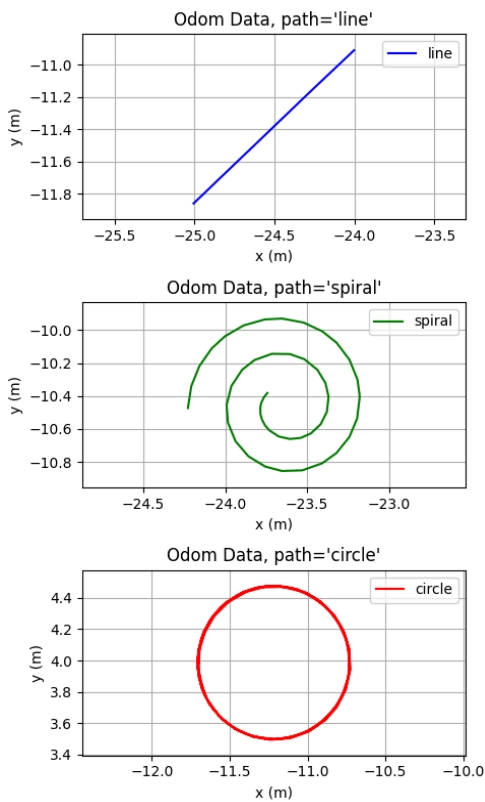 Odom Data, path='line'
line
−11.0
−11.2
−11.4
−11.6
−11.8
y (m)
−25.5 −25.0 −24.5 −24.0 −23.5
x (m)
Odom Data, path='spiral'
spiral
−10.0
−10.2
−10.4
−10.6
−10.8
y (m)
−24.5 −24.0 −23.5 −23.0
x (m)
Odom Data, path='circle'
circle
4.4
4.2
4.0
3.8
3.6
3.4
y (m)
−12.0 −11.5 −11.0 −10.5 −10.0
x (m)